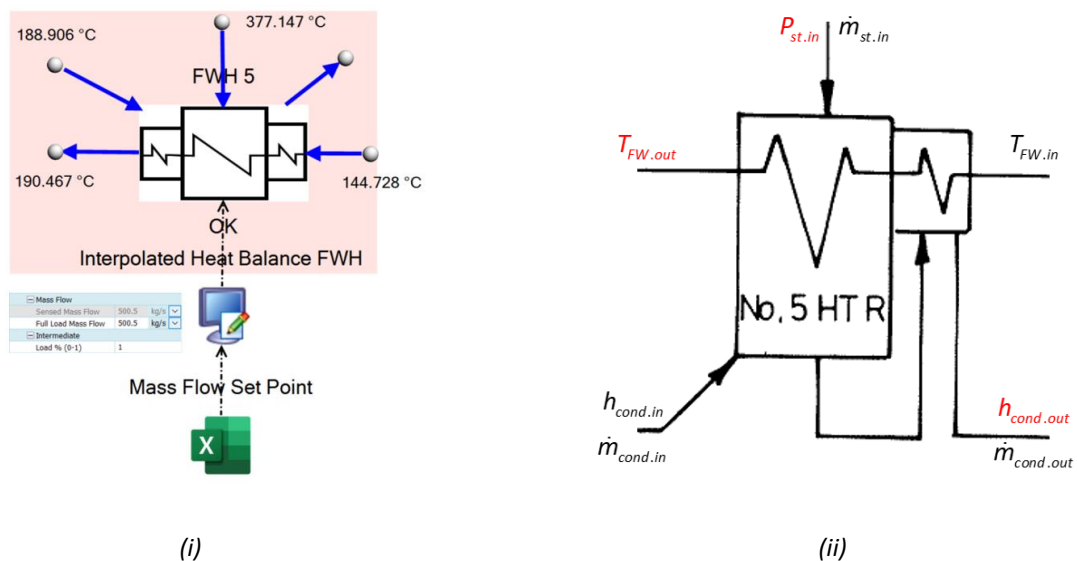 377.147 °C
188.906 °C
FWH 5
190.467 °C
144.728 °C
OK
Interpolated Heat Balance FWH
Mass Flow
Sensed Mass Flow 500.5 kg/s
Full Load Mass Flow 500.5 kg/s
Intermediate
Load % (0-1) 1
Mass Flow Set Point
X
(i)
P_st.in ṁ_st.in
T_FW.out
T_FW.in
No, 5 HTR
h_cond.in
ṁ_cond.in
h_cond.out
ṁ_cond.out
(ii)